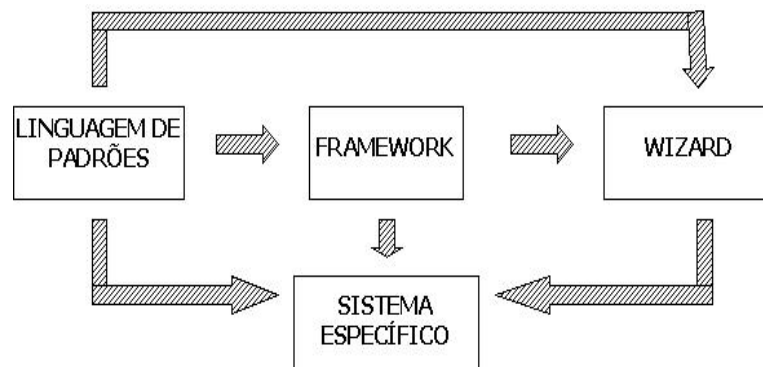 LINGUAGEM DE
PADRÕES
FRAMEWORK
WIZARD
SISTEMA
ESPECÍFICO